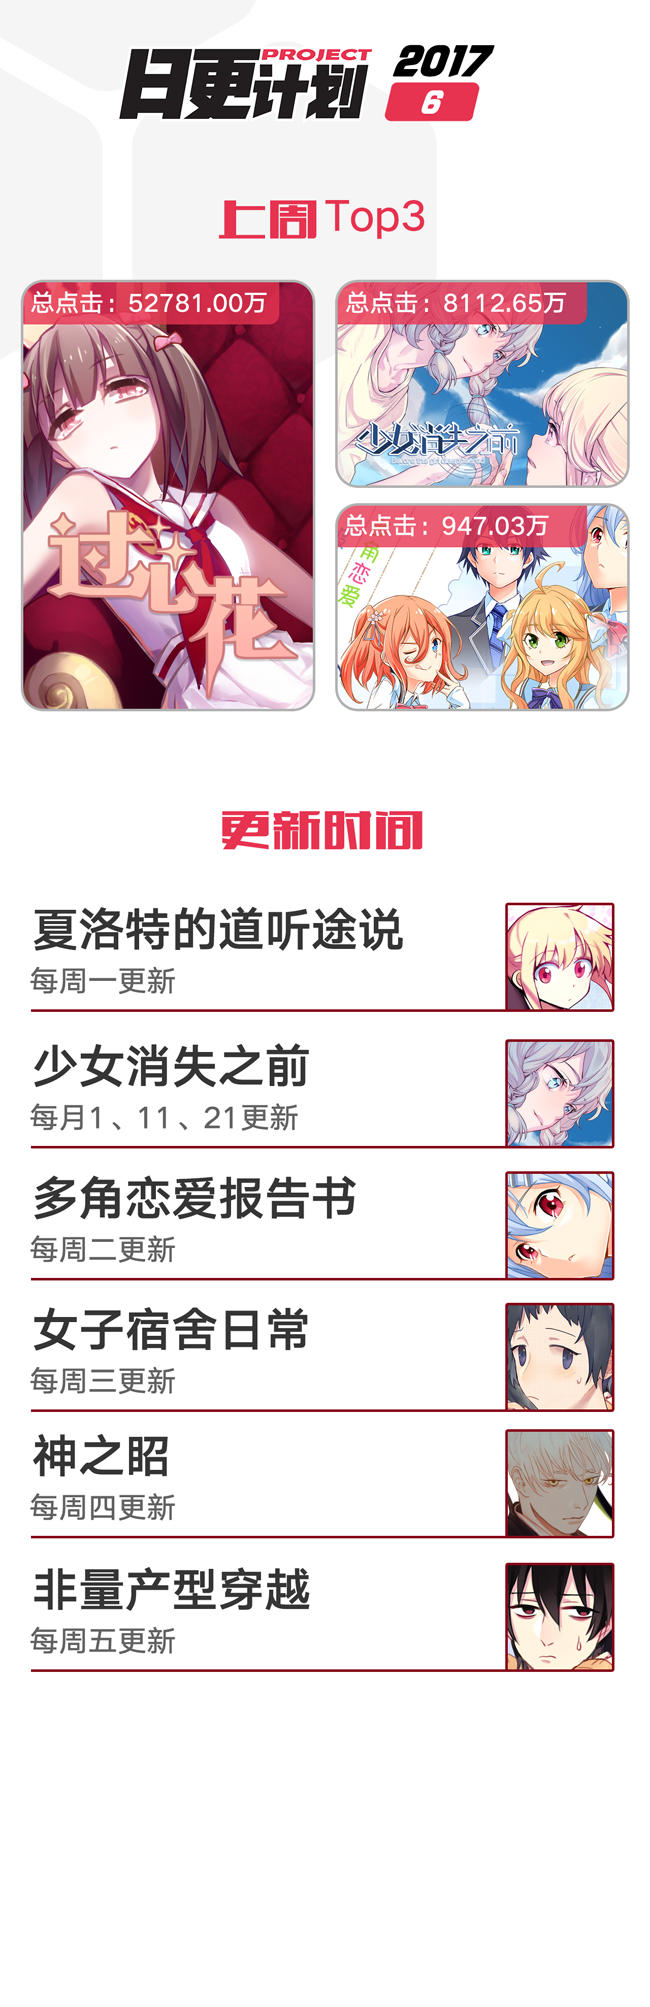 日更计划
PROJECT
2017
6
上周Top3
总点击：52781.00万
过心花
总点击：8112.65万
少女消失之前
总点击：947.03万
角恋爱
更新时间
夏洛特的道听途说
每周一更新
少女消失之前
每月1、11、21更新
多角恋爱报告书
每周二更新
女子宿舍日常
每周三更新
神之昭
每周四更新
非量产型穿越
每周五更新